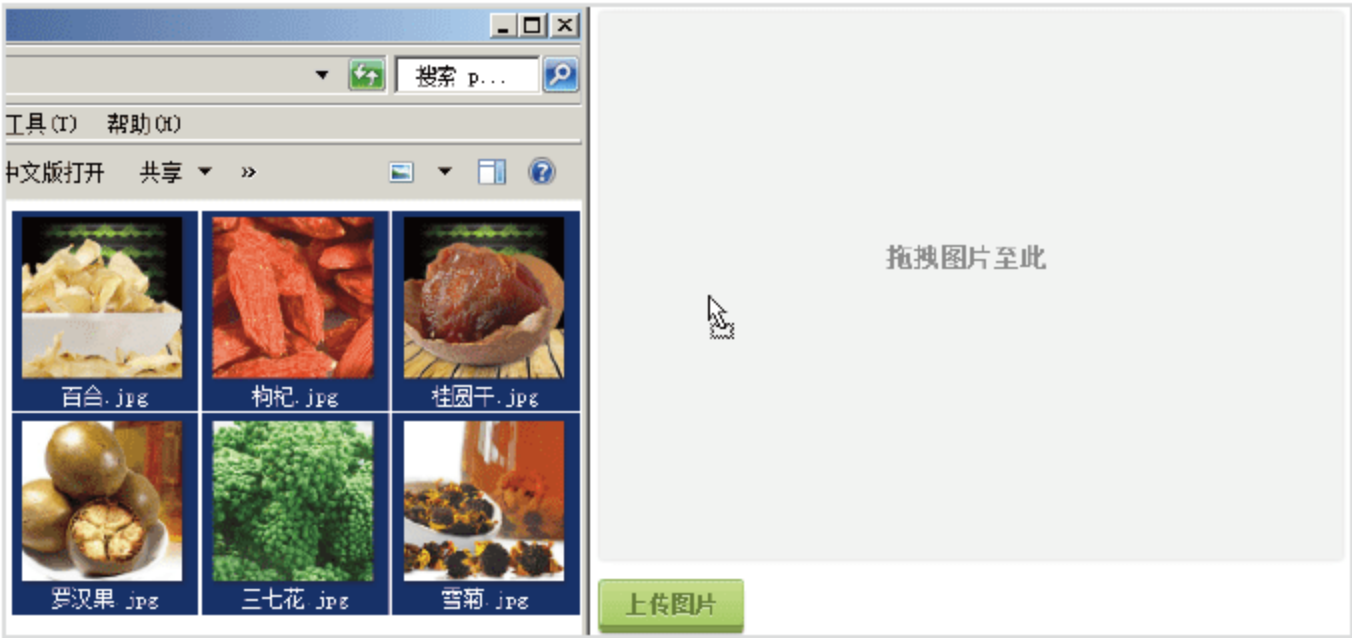 搜索 p...
工具(T) 帮助(H)
中文版打开 共享 »
百合.jpg 枸杞.jpg 桂圆干.jpg
罗汉果.jpg 三七花.jpg 雪菊.jpg
拖拽图片至此
上传图片